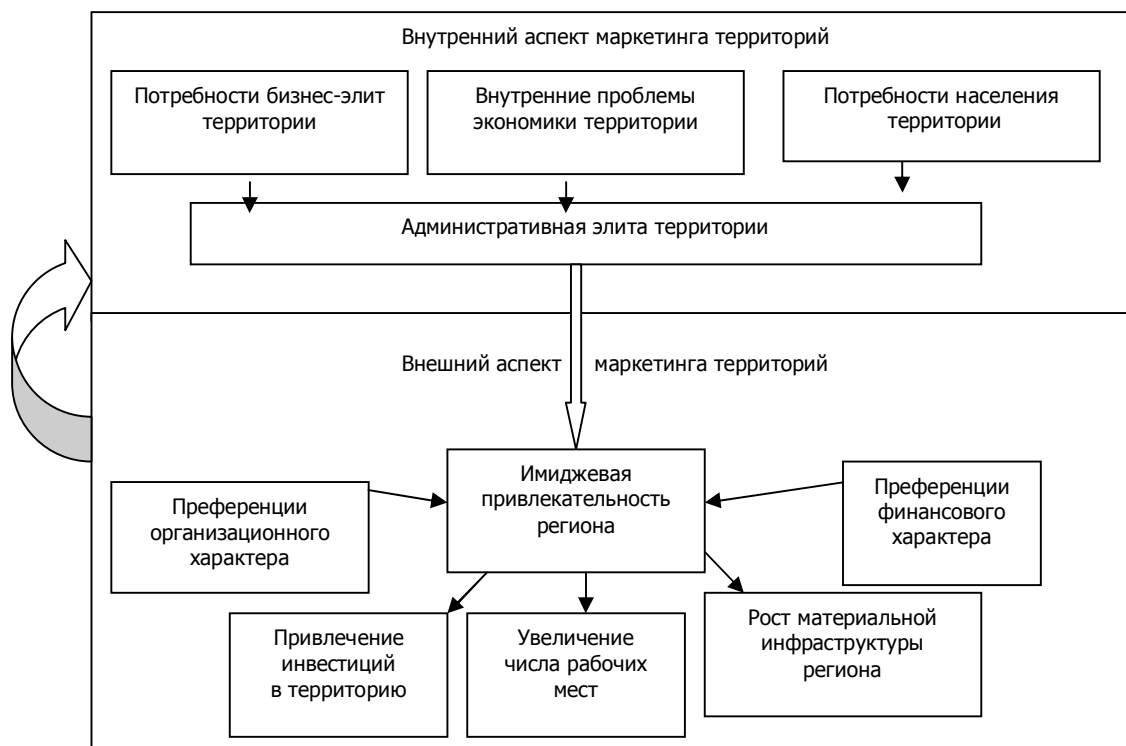 Внутренний аспект маркетинга территорий
Потребности бизнес-элит
территории
Внутренние проблемы
экономики территории
Потребности населения
территории
Административная элита территории
Внешний аспект маркетинга территорий
Имиджевая
привлекательность
региона
Преференции
организационного
характера
Преференции
финансового
характера
Привлечение
инвестиций
в территорию
Увеличение
числа рабочих
мест
Рост материальной
инфраструктуры
региона